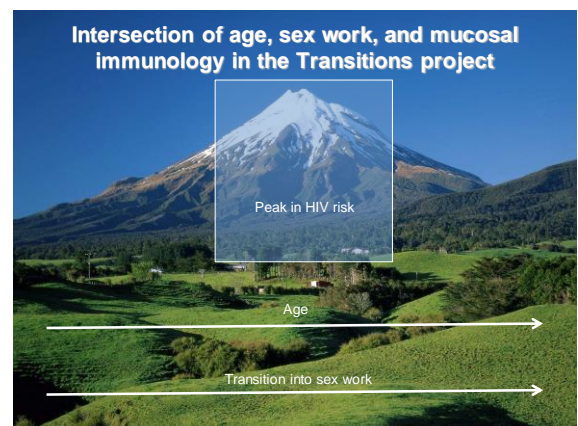 Intersection of age, sex work, and mucosal
immunology in the Transitions project
Peak in HIV risk
Age
Transition into sex work